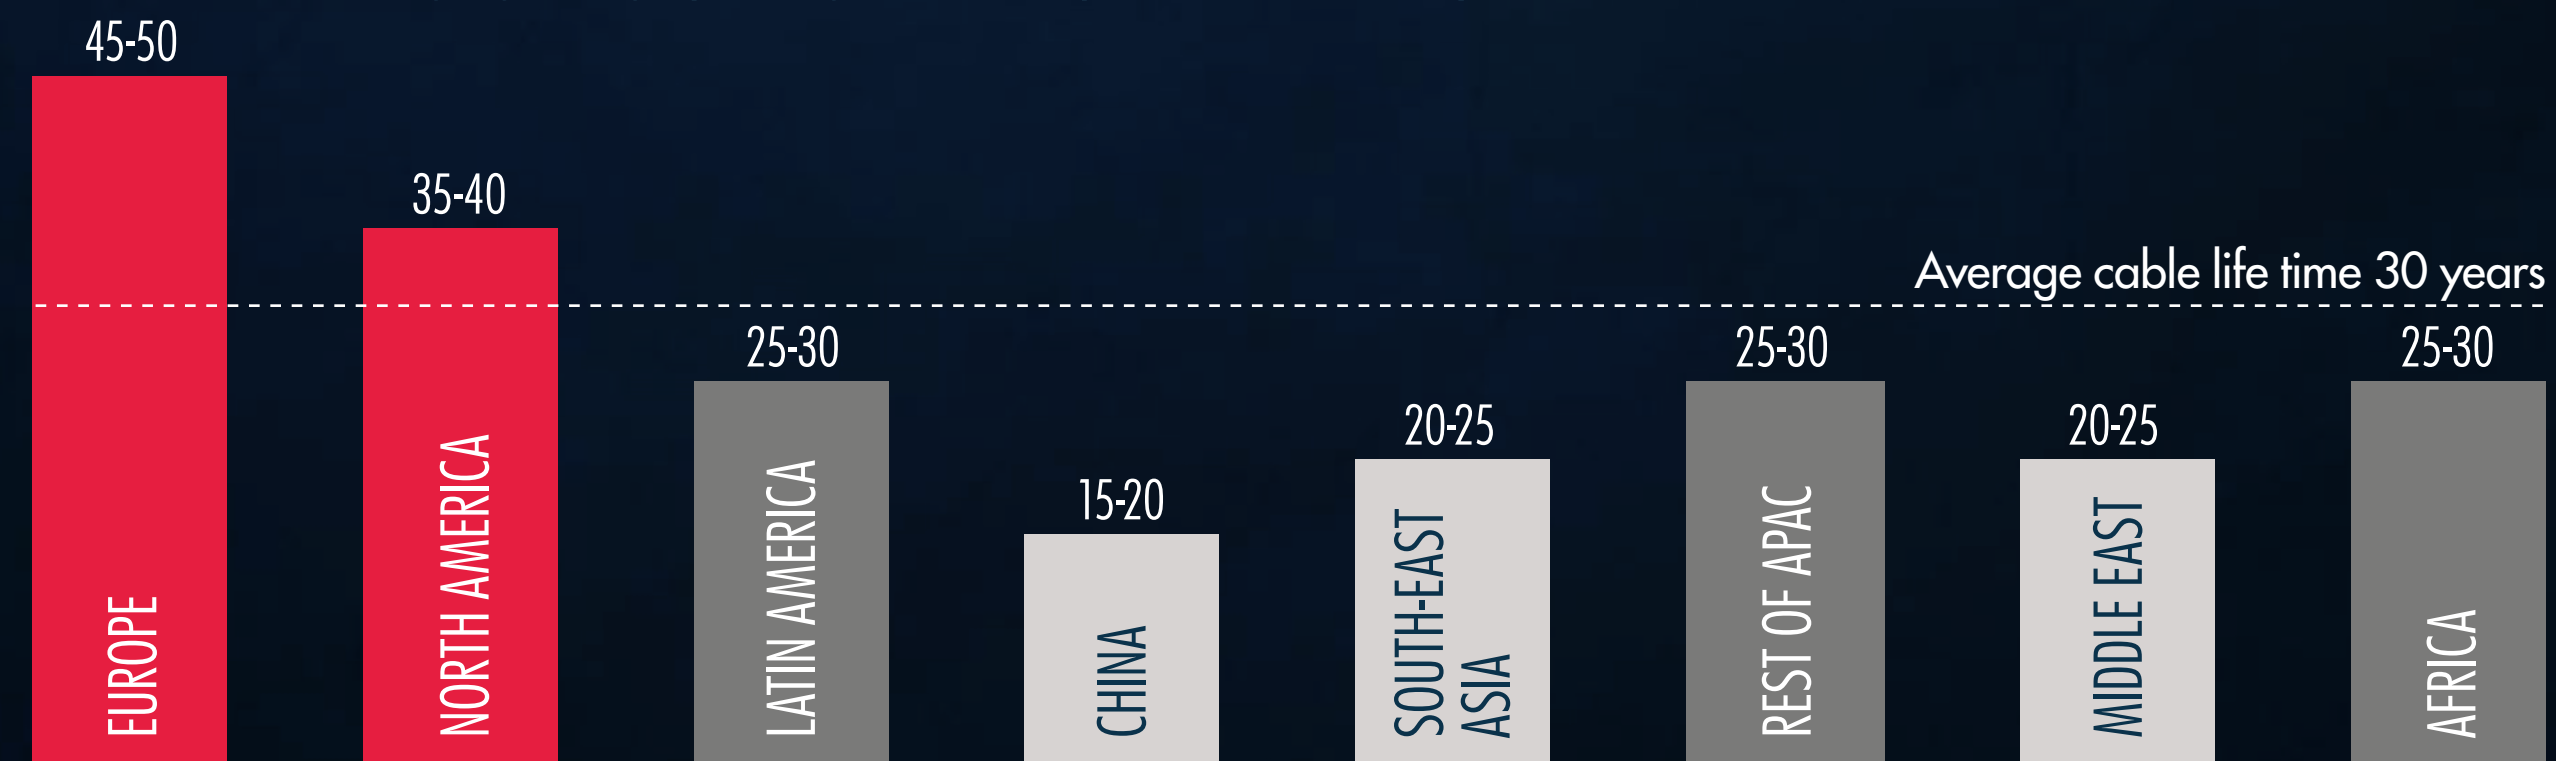 45-50
35-40
Average cable life time 30 years
25-30
25-30
25-30
20-25
20-25
15-20
EUROPE
NORTH AMERICA
LATIN AMERICA
CHINA
SOUTH-EAST
ASIA
REST OF APAC
MIDDLE EAST
AFRICA